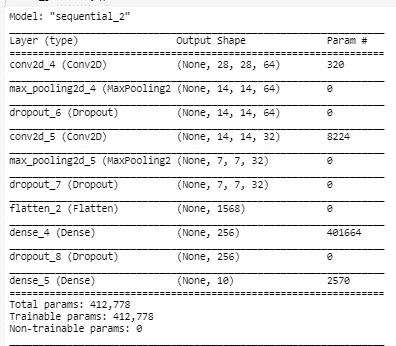 Model: "sequential_2"
Layer (type) Output Shape Param #
conv2d_4 (Conv2D) (None, 28, 28, 64) 320
max_pooling2d_4 (MaxPooling2 (None, 14, 14, 64) 0
dropout_6 (Dropout) (None, 14, 14, 64) 0
conv2d_5 (Conv2D) (None, 14, 14, 32) 8224
max_pooling2d_5 (MaxPooling2 (None, 7, 7, 32) 0
dropout_7 (Dropout) (None, 7, 7, 32) 0
flatten_2 (Flatten) (None, 1568) 0
dense_4 (Dense) (None, 256) 401664
dropout_8 (Dropout) (None, 256) 0
dense_5 (Dense) (None, 10) 2570
Total params: 412,778
Trainable params: 412,778
Non-trainable params: 0